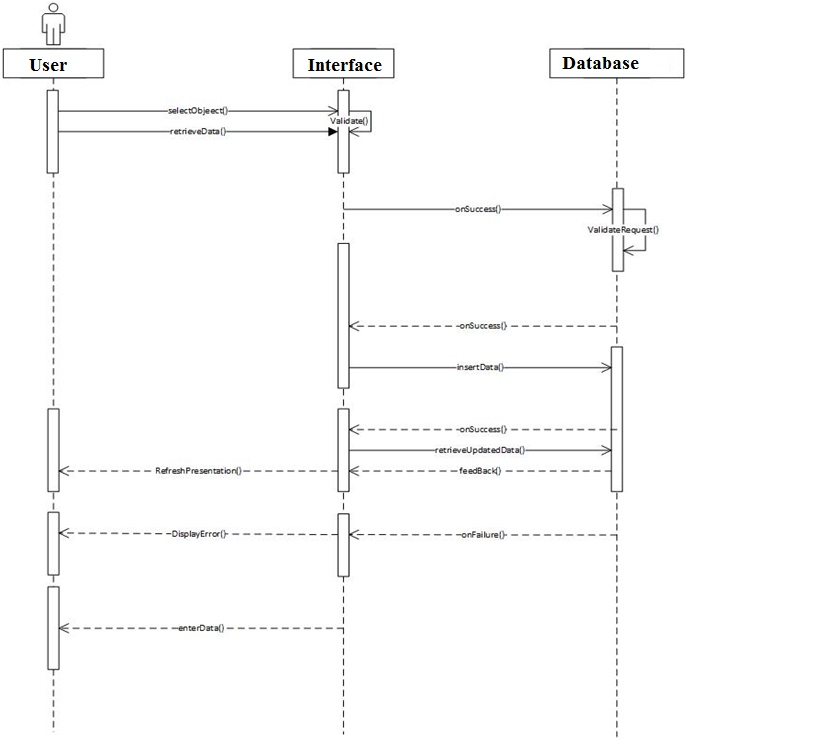 User
Interface
Database
selectObjeect()
Validate()
retrieveData()
onSuccess()
ValidateRequest()
onSuccess()
insertData()
onSuccess()
retrieveUpdatedData()
RefreshPresentation()
feedBack()
DisplayError()
onFailure()
enterData()